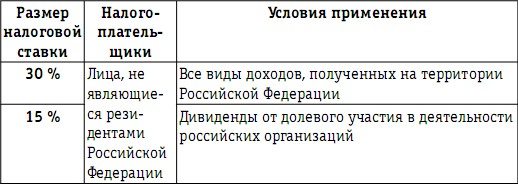 Размер
налоговой
ставки
Налого-
платель-
щики
Условия применения
30 %
Лица, не
являющие-
ся рези-
дентами
Российской
Федерации
Все виды доходов, полученных на территории
Российской Федерации
15 %
Дивиденды от долевого участия в деятельности
российских организаций